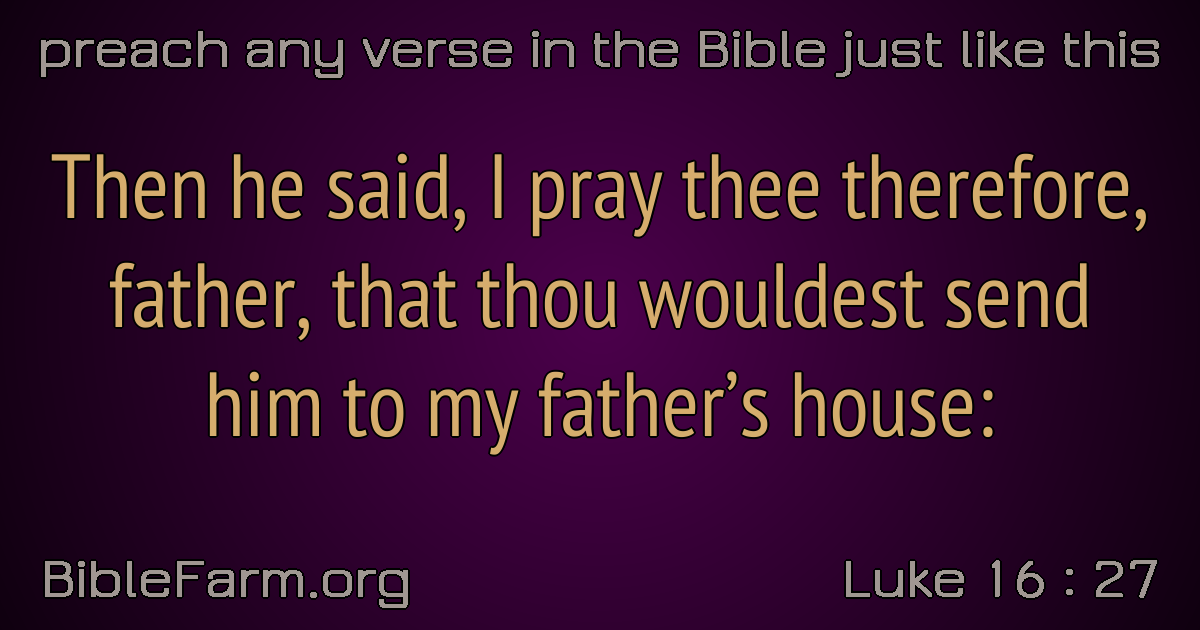 preach any verse in the Bible just like this
Then he said, I pray thee therefore,
father, that thou wouldest send
him to my father’s house:
BibleFarm.org
Luke 16 : 27